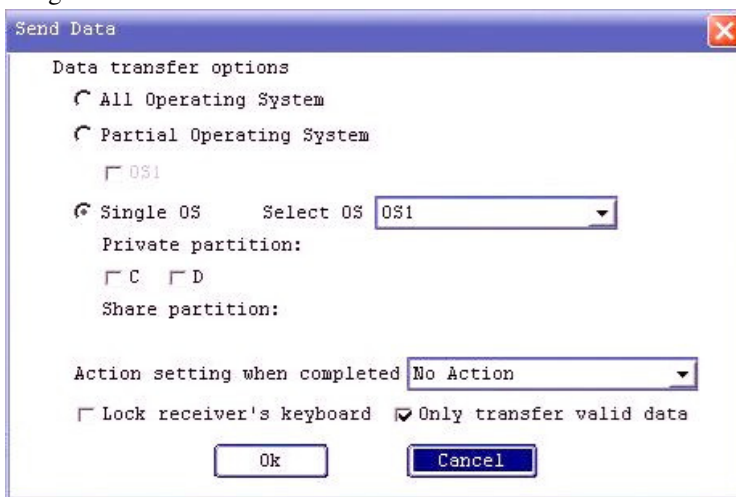 Send Data
Data transfer options
All Operating System
Partial Operating System
OS1
Single OS Select OS OS1
Private partition:
C D
Share partition:
Action setting when completed No Action
Lock receiver's keyboard Only transfer valid data
Ok Cancel